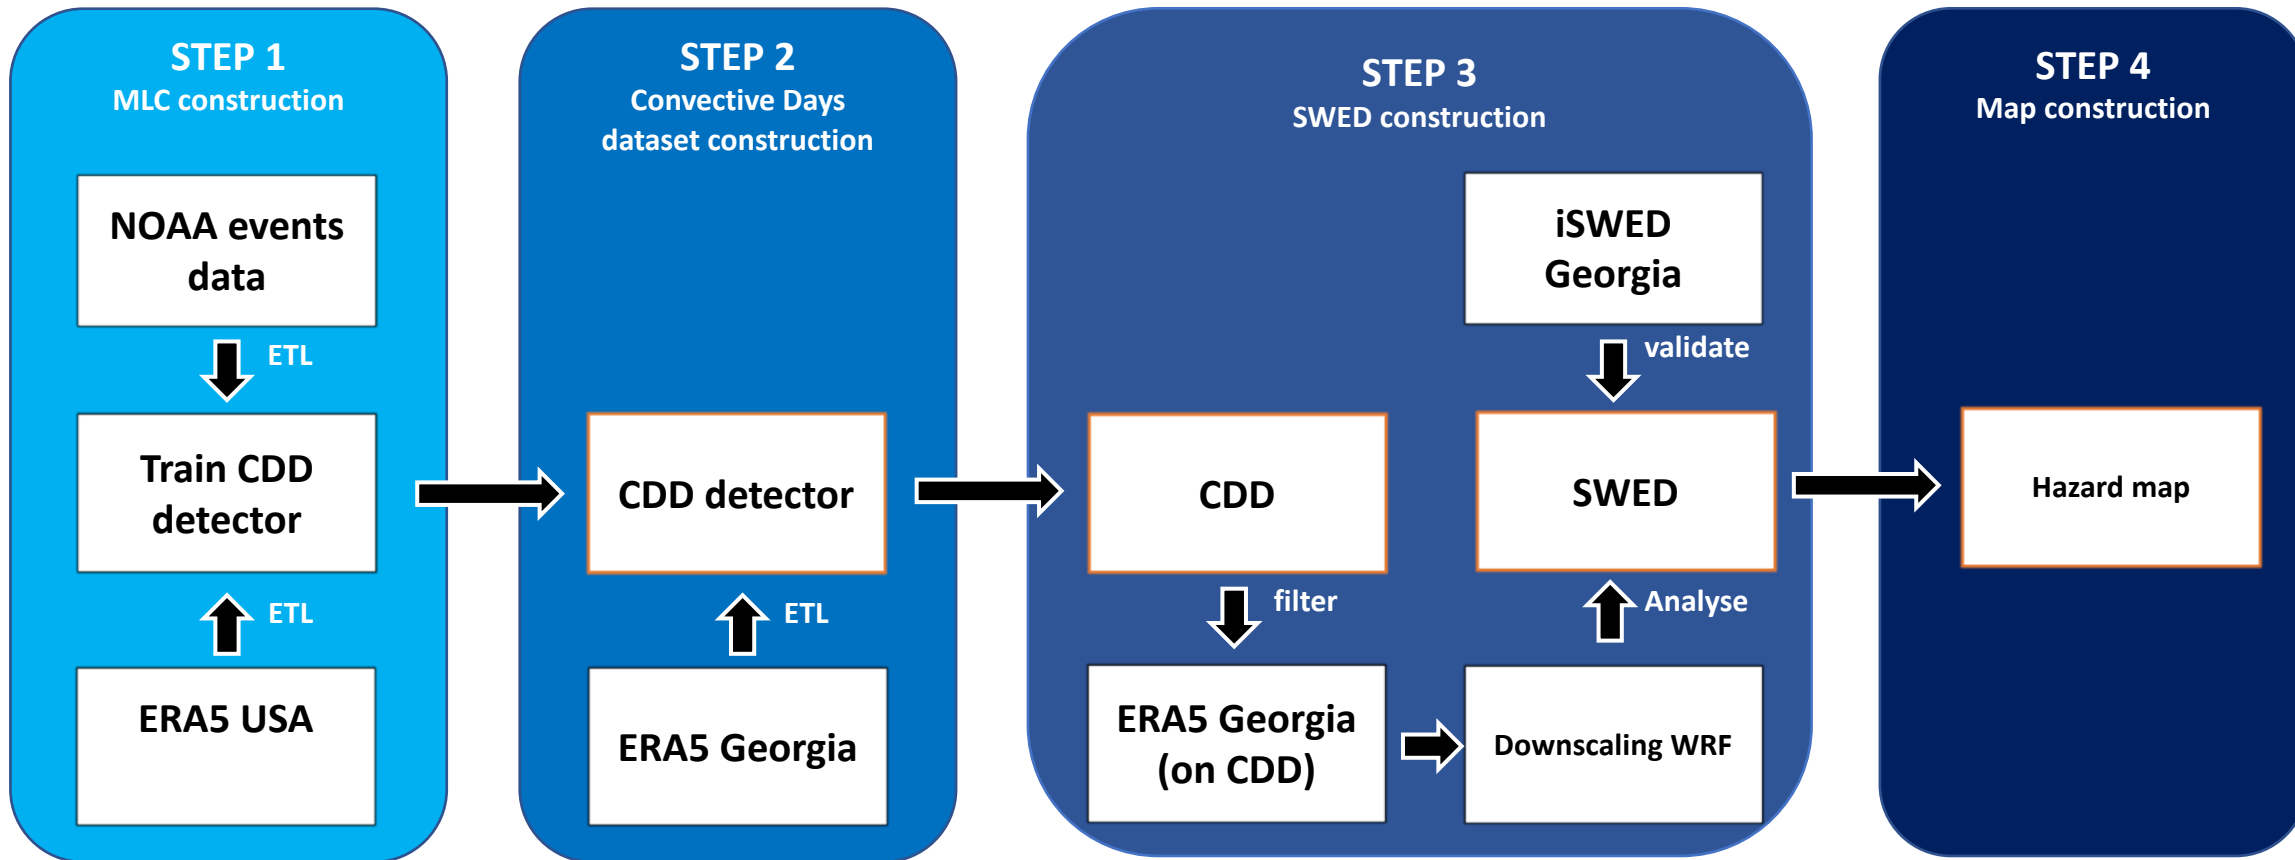 STEP 1
MLC construction
NOAA events
data
ETL
Train CDD
detector
ETL
ERA5 USA
STEP 2
Convective Days
dataset construction
CDD detector
ETL
ERA5 Georgia
STEP 3
SWED construction
iSWED
Georgia
validate
CDD
SWED
filter
Analyse
ERA5 Georgia
(on CDD)
Downscaling WRF
STEP 4
Map construction
Hazard map